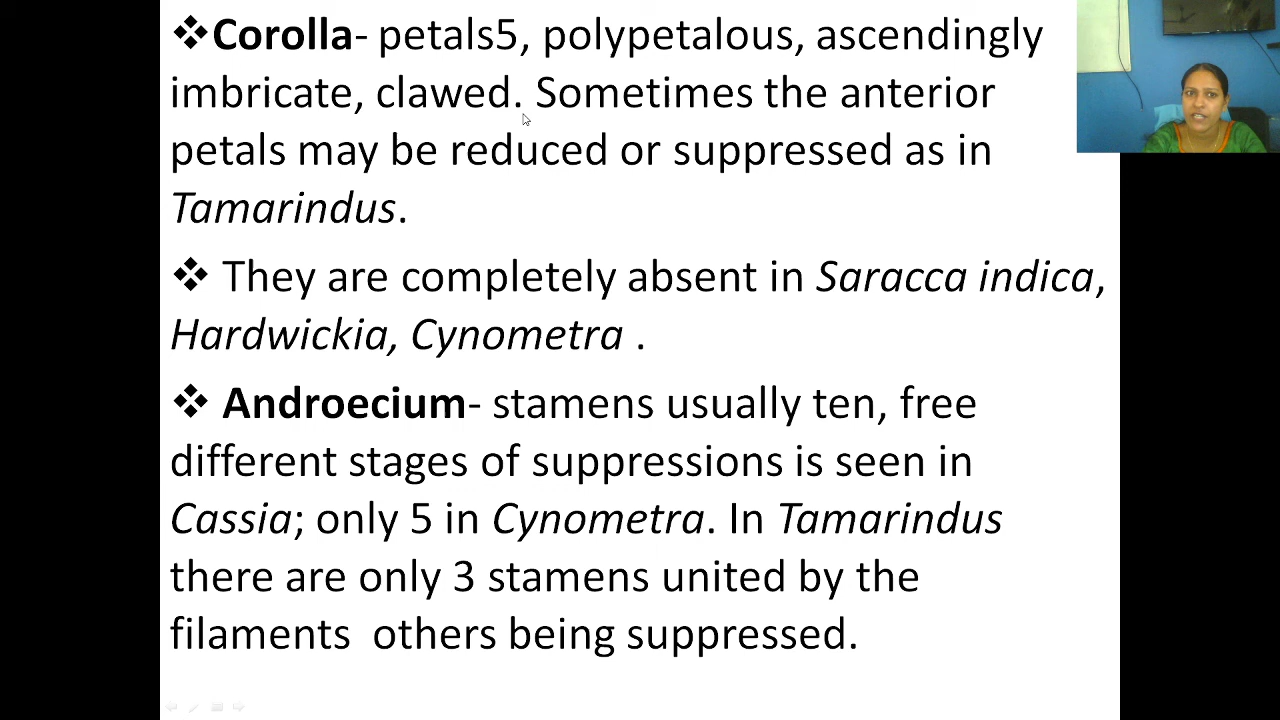 ❖Corolla- petals5, polypetalous, ascendingly
imbricate, clawed. Sometimes the anterior
petals may be reduced or suppressed as in
Tamarindus.
❖ They are completely absent in Saracca indica,
Hardwickia, Cynometra .
❖ Androecium- stamens usually ten, free
different stages of suppressions is seen in
Cassia; only 5 in Cynometra. In Tamarindus
there are only 3 stamens united by the
filaments  others being suppressed.